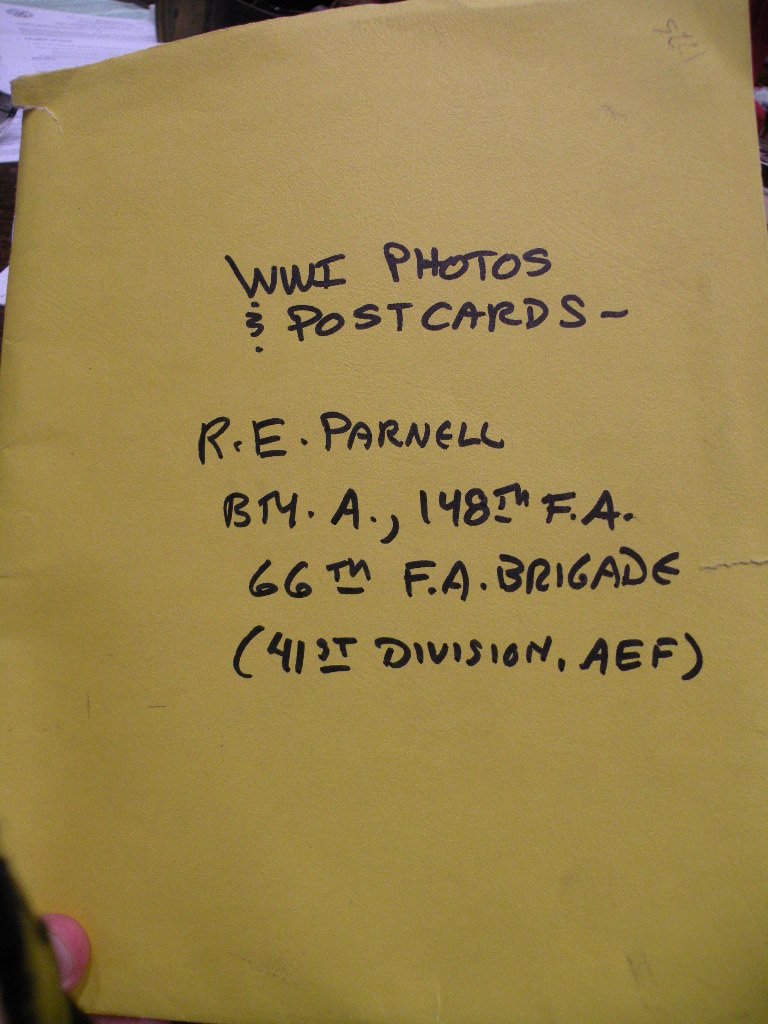 WWI PHOTOS
& POSTCARDS–
R.E. PARNELL
BTY. A., 148TH F.A.
66TH F.A. BRIGADE
(41ST DIVISION, AEF)